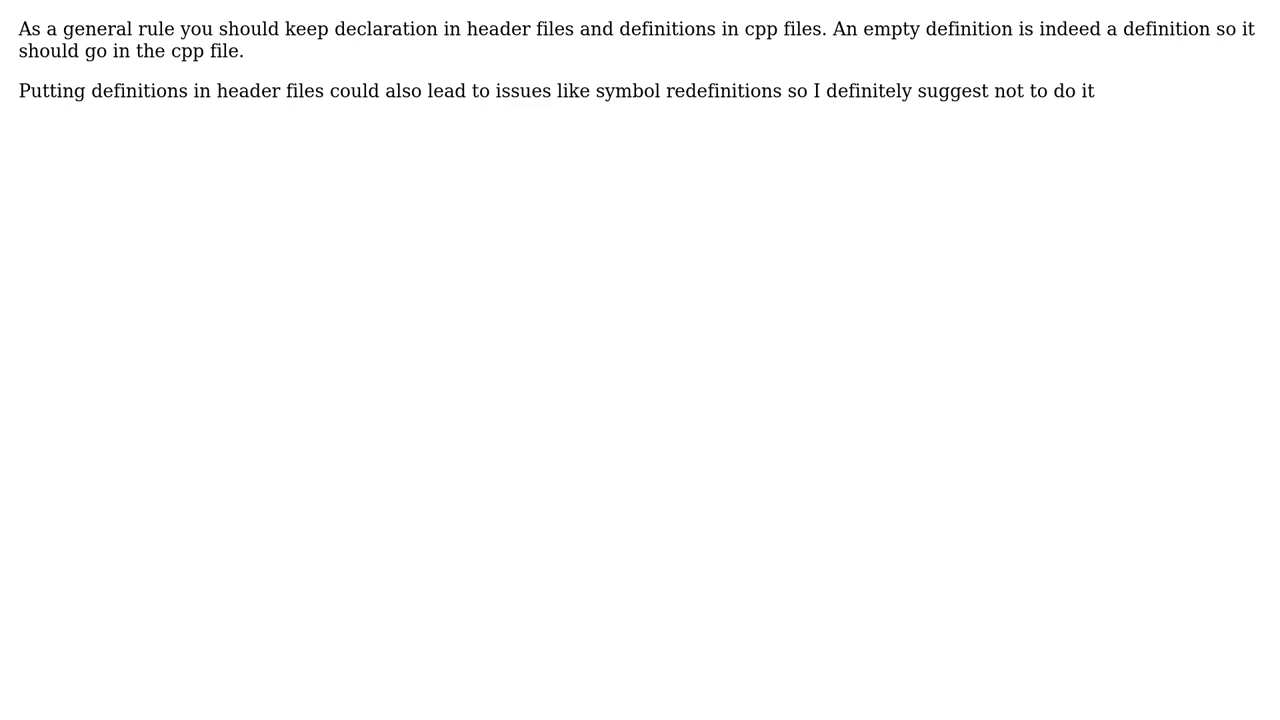 As a general rule you should keep declaration in header files and definitions in cpp files. An empty definition is indeed a definition so it
should go in the cpp file.
Putting definitions in header files could also lead to issues like symbol redefinitions so I definitely suggest not to do it